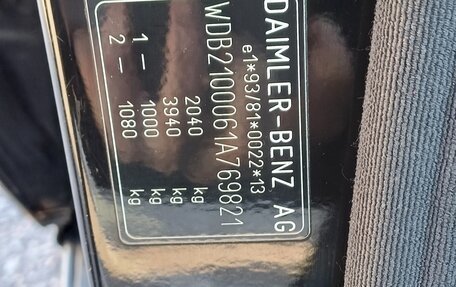 DAIMLER-BENZ AG
e1*93/81*0022*13
WDB2100061A769821
2040 kg
3940 kg
1 – 1000 kg
2 – 1080 kg